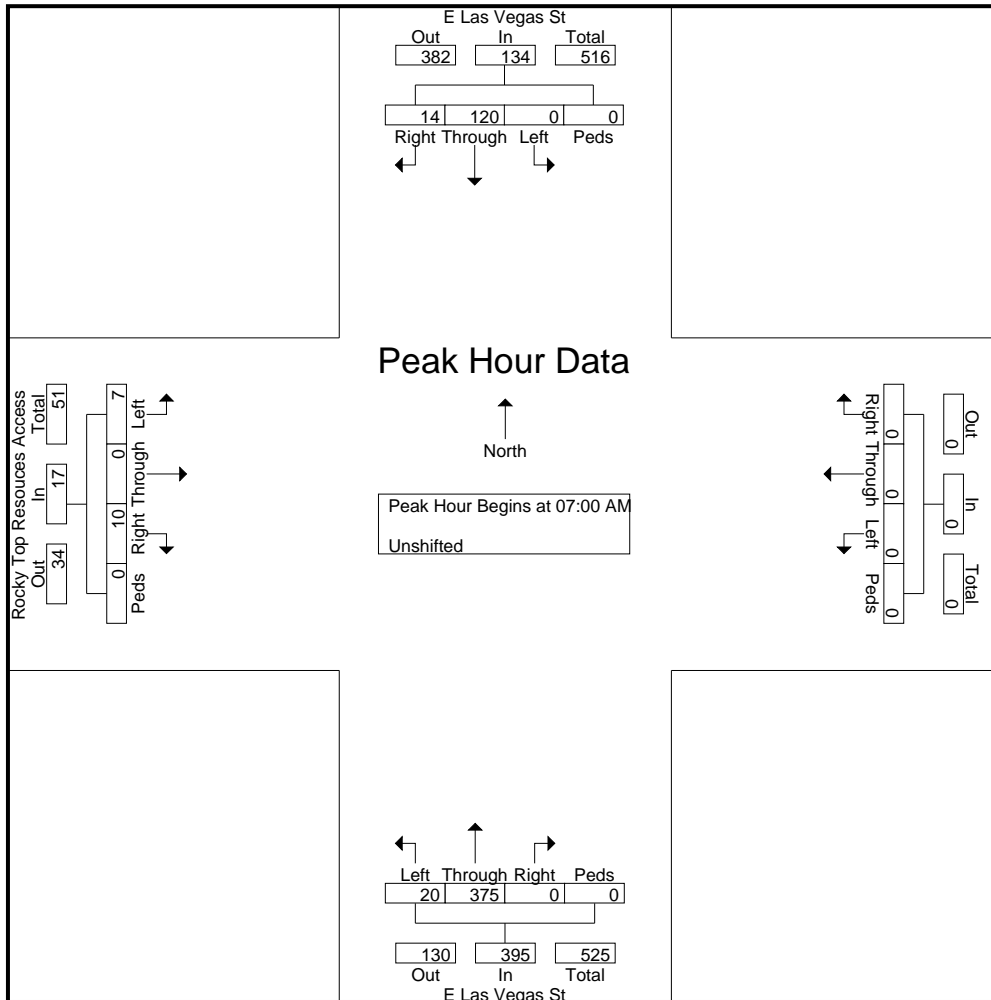 E Las Vegas St
Out In Total
382 134 516
14 120 0 0
Right Through Left Peds
Peak Hour Data
North
Peak Hour Begins at 07:00 AM
Unshifted
Rocky Top Resouces Access
Out In Total
34 17 51
0 10 0 7
Peds Right Through Left
Out In Total
0 0 0
0 0 0 0
Right Through Left Peds
Left Through Right Peds
20 375 0 0
130 395 525
Out In Total
E Las Vegas St